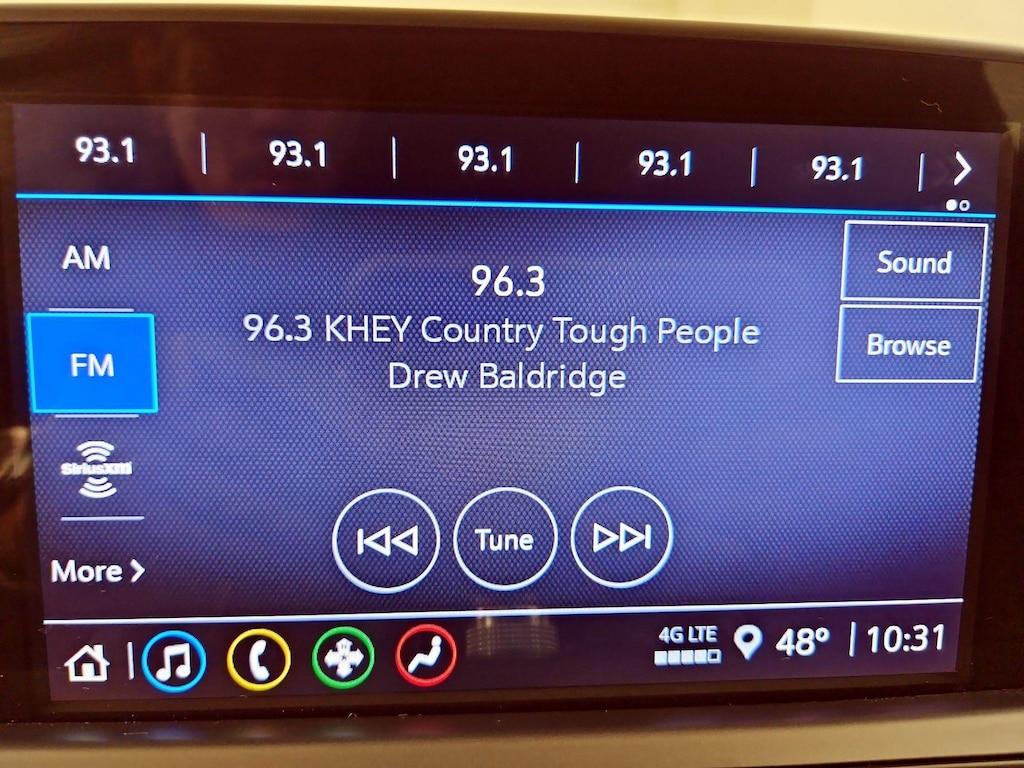 93.1 | 93.1 | 93.1 | 93.1 | 93.1
AM
FM
SiriusXM
More
96.3
96.3 KHEY Country Tough People
Drew Baldridge
Sound
Browse
Tune
4G LTE
48° | 10:31